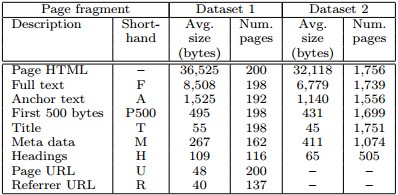 Page fragment Dataset 1 Dataset 2
Description Short- Avg. Num. Avg. Num.
hand size pages size pages
(bytes) (bytes)
Page HTML – 36,525 200 32,118 1,756
Full text F 8,508 198 6,779 1,739
Anchor text A 1,525 192 1,140 1,556
First 500 bytes P500 495 198 431 1,699
Title T 55 198 45 1,751
Meta data M 267 162 411 1,074
Headings H 109 116 65 505
Page URL U 48 200 – –
Referrer URL R 40 137 – –